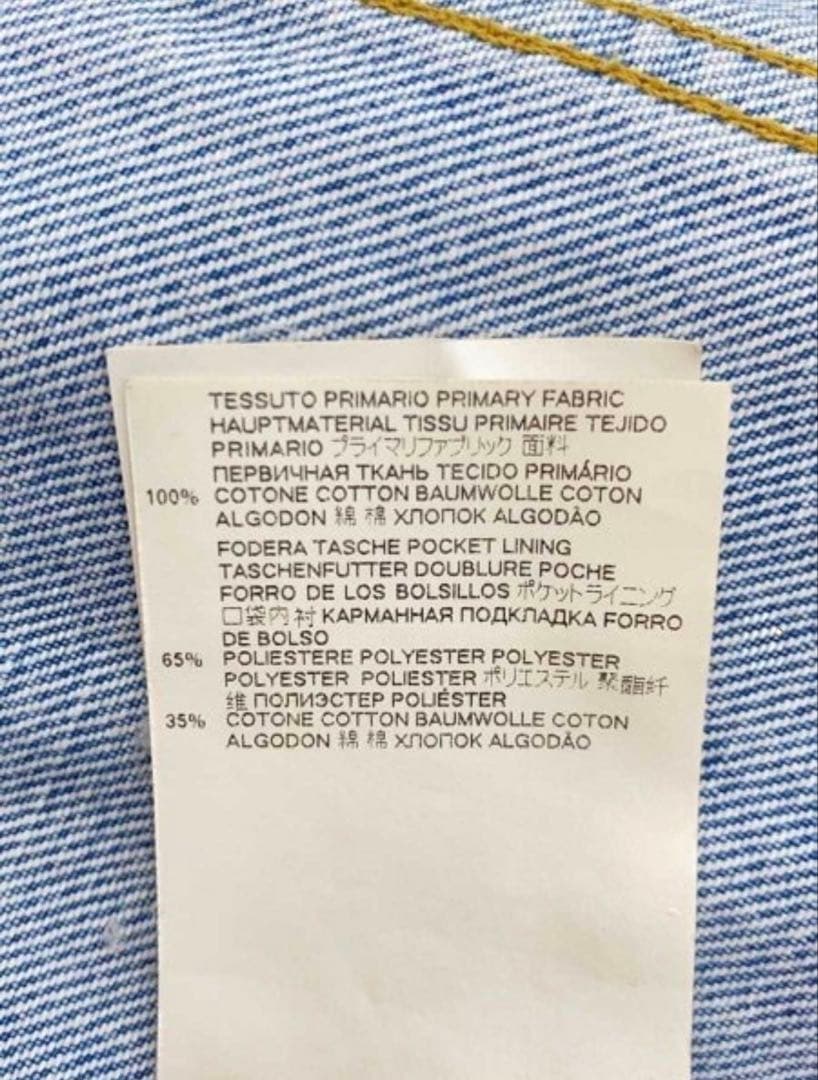 TESSUTO PRIMARIO PRIMARY FABRIC
HAUPTMATERIAL TISSU PRIMAIRE TEJIDO
PRIMARIO プライマリファブリック 面料
ПЕРВИЧНАЯ ТКАНЬ TECIDO PRIMÁRIO
100% COTONE COTTON BAUMWOLLE COTON
ALGODON 綿 棉 ХЛОПОК ALGODÃO
FODERA TASCHE POCKET LINING
TASCHENFUTTER DOUBLURE POCHE
FORRO DE LOS BOLSILLOS ポケットライニング
口袋内衬 КАРМАННАЯ ПОДКЛАДКА FORRO
DE BOLSO
65% POLIESTERE POLYESTER POLYESTER
POLYESTER POLIESTER ポリエステル 聚酯纤
维 ПОЛИЭСТЕР POLIÉSTER
35% COTONE COTTON BAUMWOLLE COTON
ALGODON 綿 棉 ХЛОПОК ALGODÃO